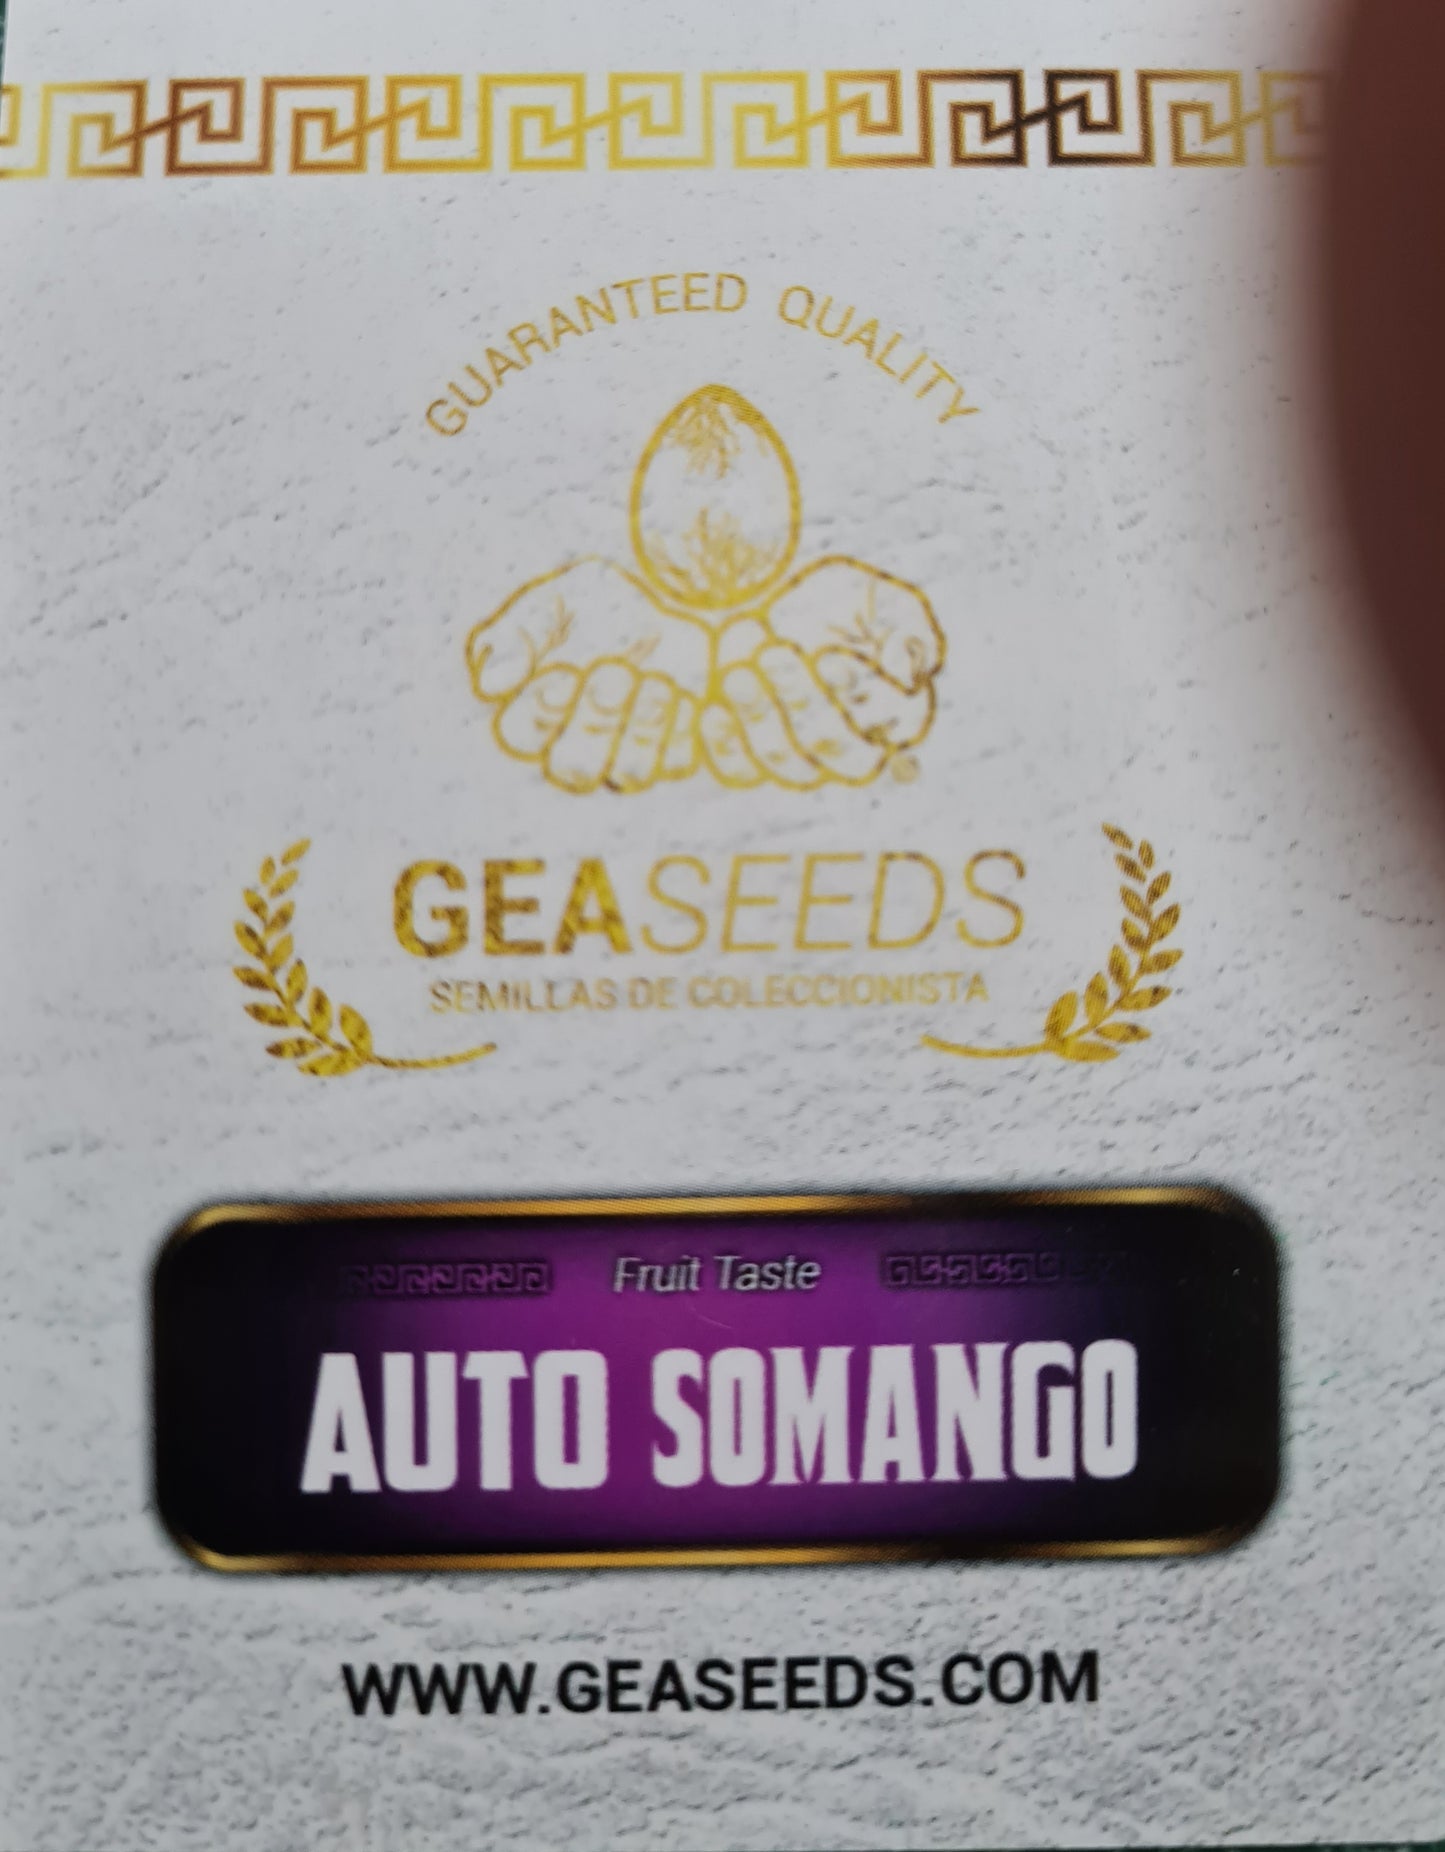 GUARANTEED QUALITY
GEASEEDS
SEMILLAS DE COLECCIONISTA
Fruit Taste
AUTO SOMANGO
WWW.GEASEEDS.COM